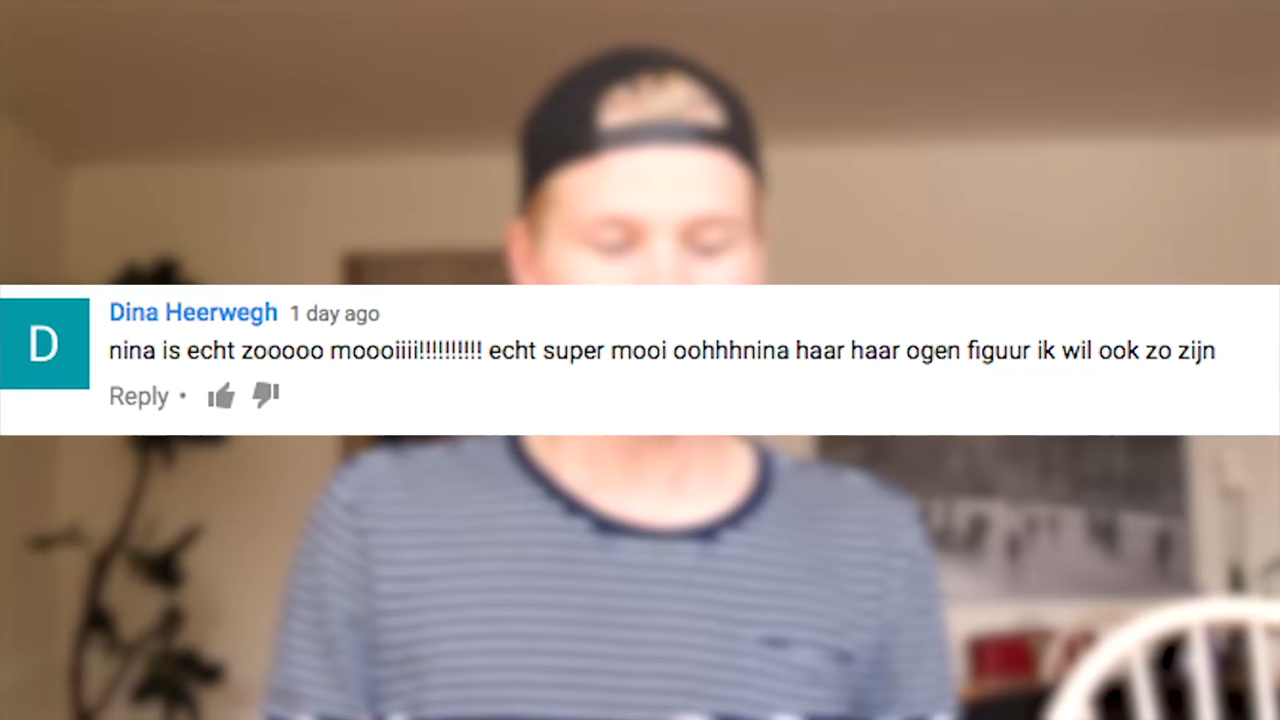 D
Dina Heerwegh 1 day ago
nina is echt zooooo moooiiii!!!!!!!!!! echt super mooi oohhhnina haar haar ogen figuur ik wil ook zo zijn
Reply •